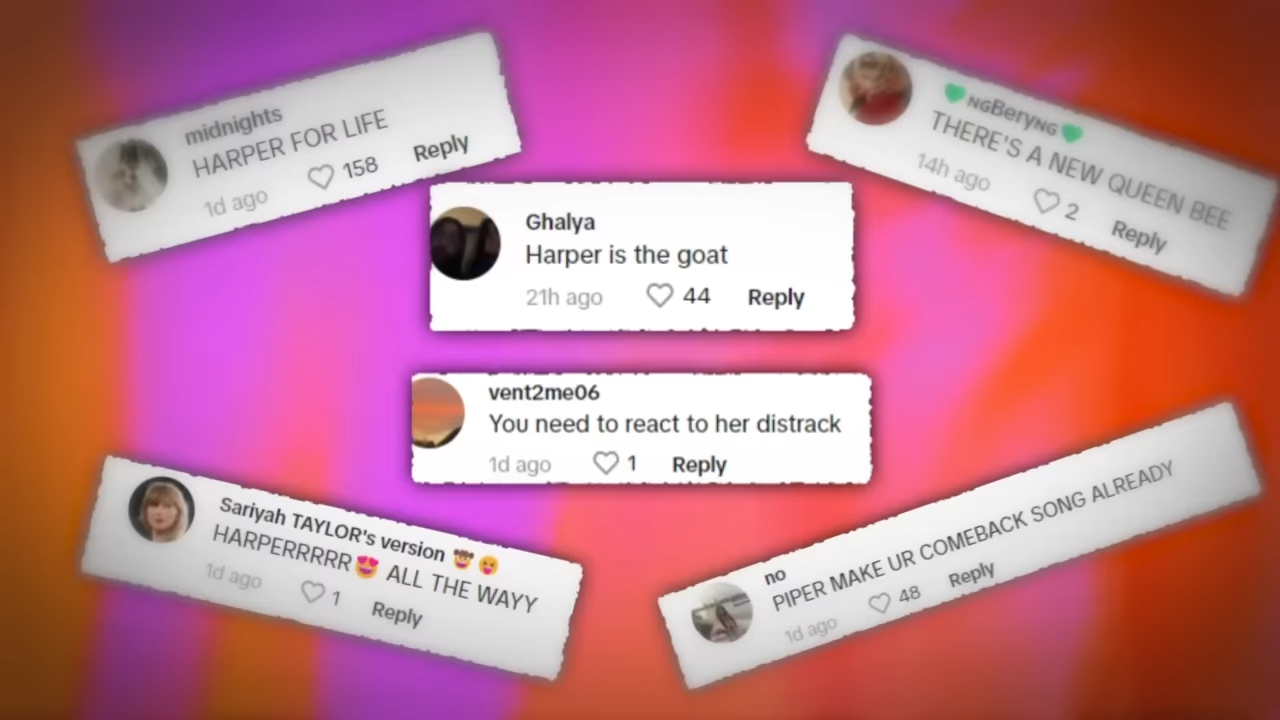 midnights
HARPER FOR LIFE
1d ago 158 Reply
💚 NGBeryNG 💚
THERE'S A NEW QUEEN BEE
14h ago 2 Reply
Ghalya
Harper is the goat
21h ago 44 Reply
vent2me06
You need to react to her distrack
1d ago 1 Reply
Sariyah TAYLOR's version 🤠😛
HARPERRRRR😍 ALL THE WAYY
1d ago 1 Reply
no
PIPER MAKE UR COMEBACK SONG ALREADY
1d ago 48 Reply